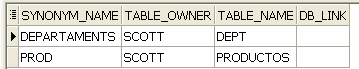 SYNONYM_NAME TABLE_OWNER TABLE_NAME DB_LINK
DEPARTAMENTS SCOTT DEPT
PROD SCOTT PRODUCTOS